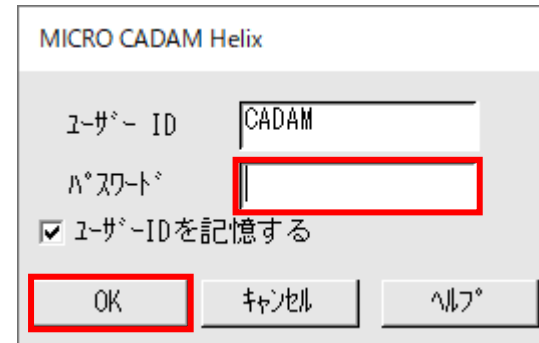 MICRO CADAM Helix
ﾕｰｻﾞｰ ID CADAM
ﾊﾟｽﾜｰﾄﾞ
ﾕｰｻﾞｰIDを記憶する
OK ｷｬﾝｾﾙ ﾍﾙﾌﾟ